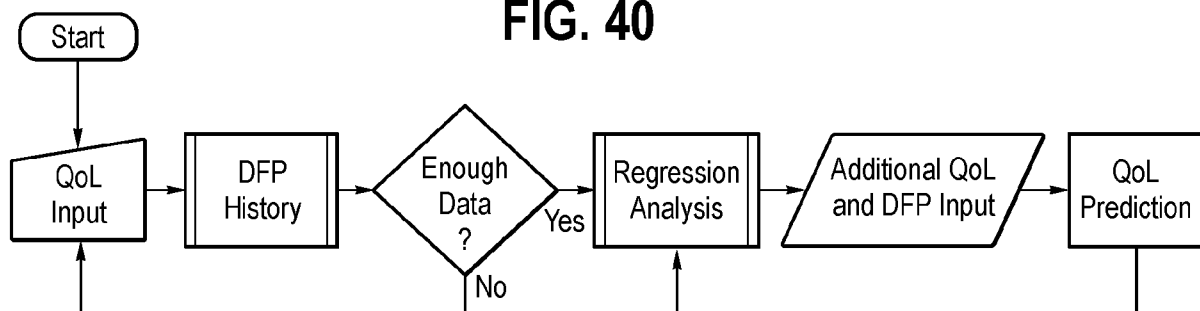 FIG. 40
Start
QoL
Input
DFP
History
Enough
Data
?
Yes
No
Regression
Analysis
Additional QoL
and DFP Input
QoL
Prediction